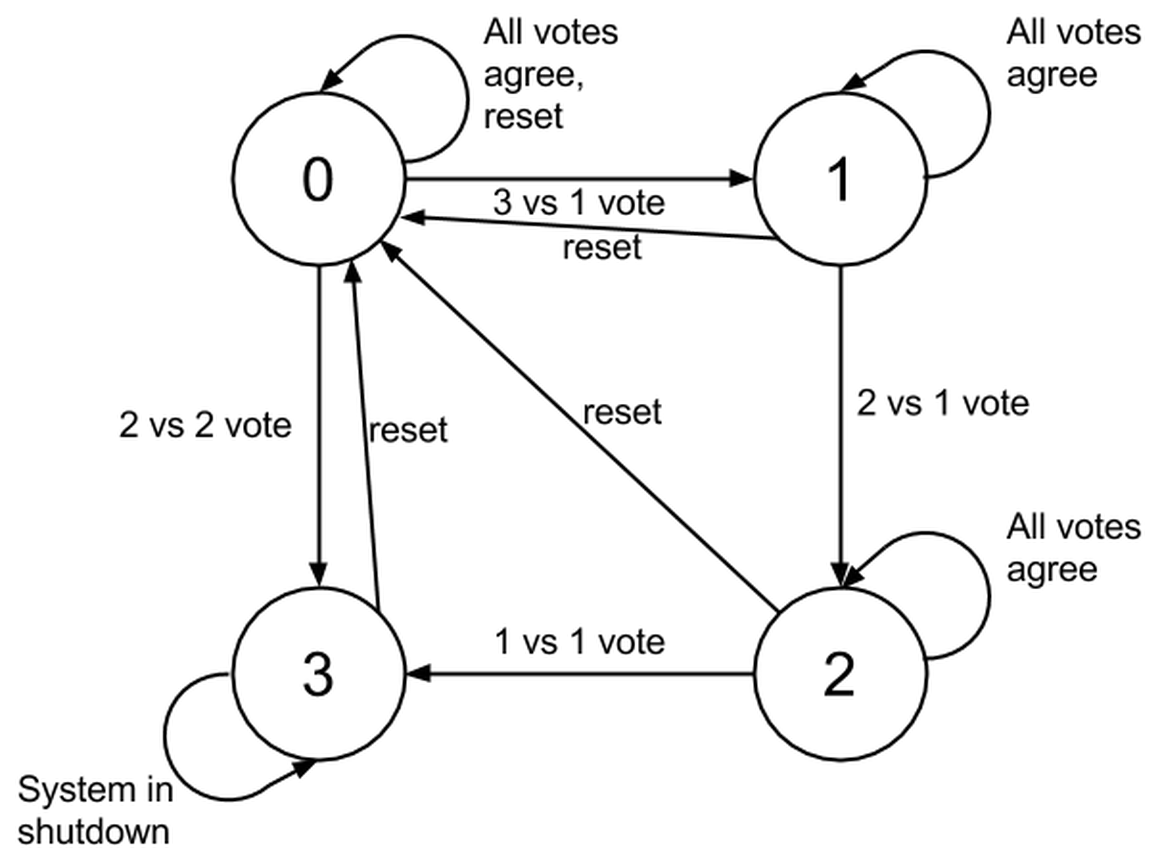 All votes
agree,
reset
All votes
agree
0
1
3 vs 1 vote
reset
2 vs 2 vote
reset
reset
2 vs 1 vote
All votes
agree
1 vs 1 vote
3
2
System in
shutdown